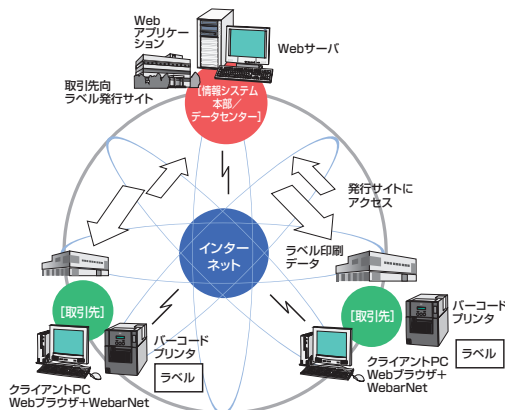 Web
アプリケー
ション
Webサーバ
取引先向
ラベル発行サイト
[情報システム
本部／
データセンター]
発行サイトに
アクセス
インター
ネット
ラベル印刷
データ
[取引先]
バーコード
プリンタ
ラベル
クライアントPC
Webブラウザ+WebarNet
[取引先]
バーコード
プリンタ
ラベル
クライアントPC
Webブラウザ+
WebarNet